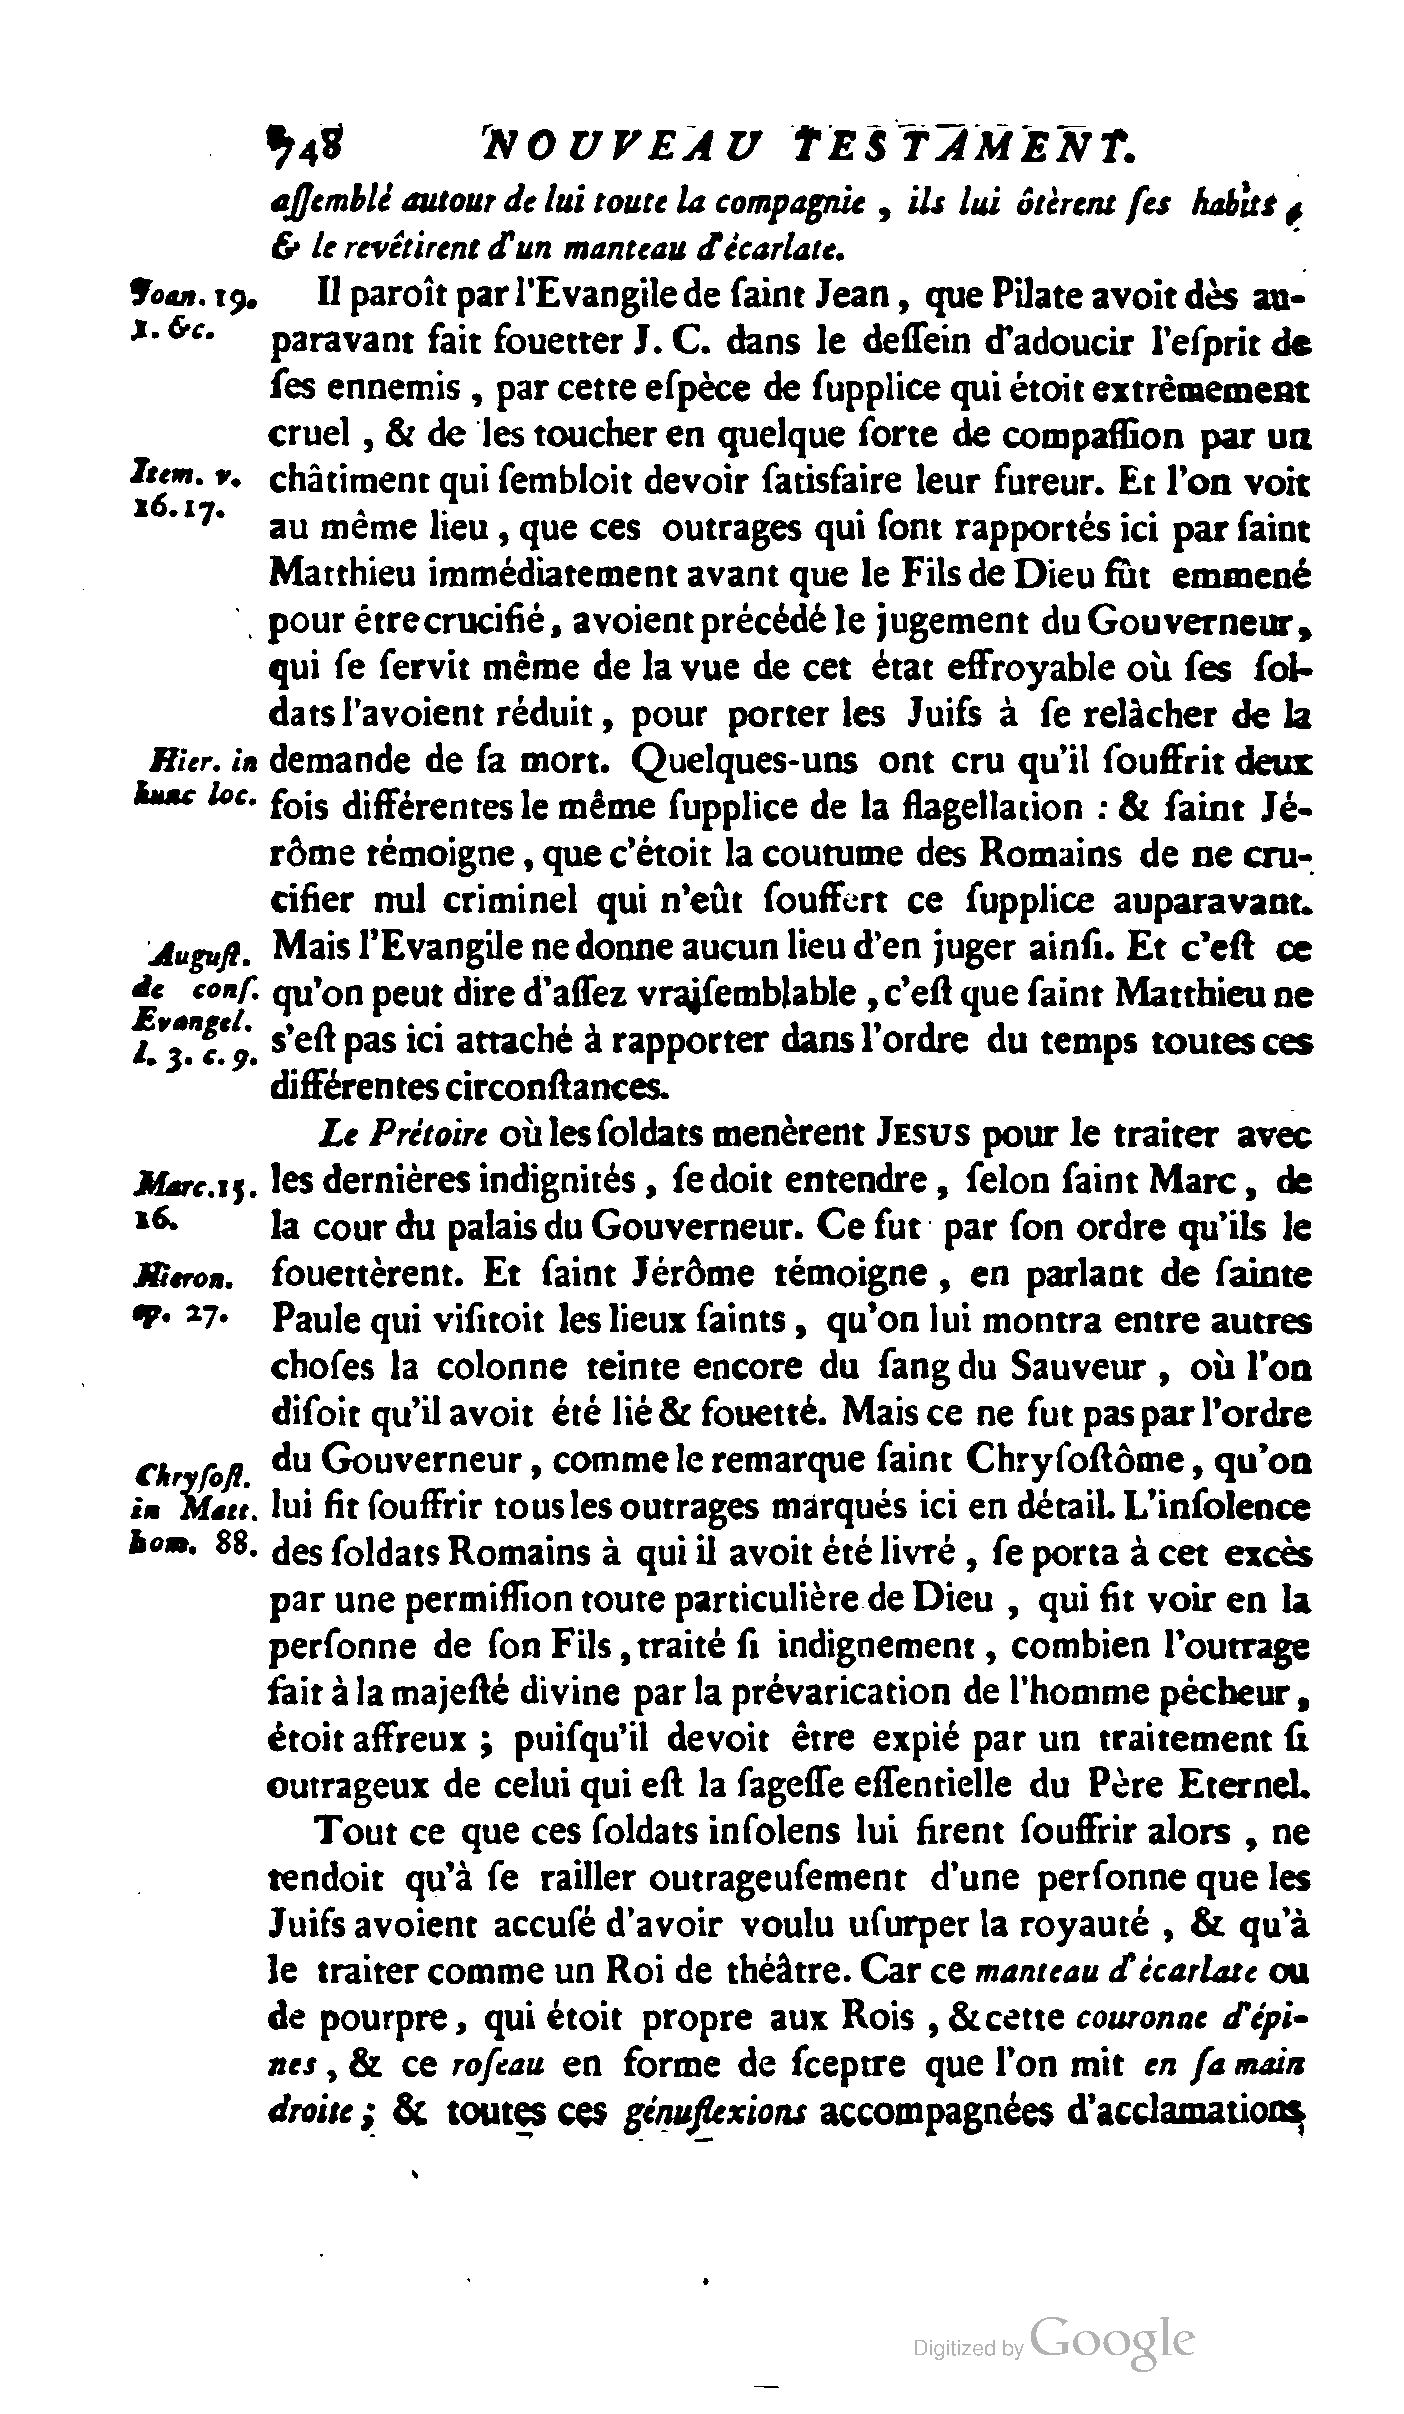 748 NOUVEAU TESTAMENT.
aſſemblé autour de lui toute la compagnie, ils lui ôtèrent ſes habits,
& le revêtirent d'un manteau d'écarlate.
Joan. 19. Il paroît par l'Evangile de ſaint Jean, que Pilate avoit dès au-
1. &c. paravant fait fouetter J. C. dans le deſſein d'adoucir l'eſprit de
ſes ennemis, par cette eſpèce de ſupplice qui étoit extrêmement
cruel, & de les toucher en quelque ſorte de compaſſion par un
Item. v. châtiment qui ſembloit devoir ſatisfaire leur fureur. Et l'on voit
16. 17. au même lieu, que ces outrages qui ſont rapportés ici par ſaint
Matthieu immédiatement avant que le Fils de Dieu fût emmené
pour être crucifié, avoient précédé le jugement du Gouverneur,
qui ſe ſervit même de la vue de cet état effroyable où ſes ſol-
dats l'avoient réduit, pour porter les Juifs à ſe relâcher de la
Hier. in demande de ſa mort. Quelques-uns ont cru qu'il ſouffrit deux
hunc loc. fois différentes le même ſupplice de la flagellation : & ſaint Jé-
rôme témoigne, que c'étoit la coutume des Romains de ne cru-
cifier nul criminel qui n'eût ſouffert ce ſupplice auparavant.
Auguſt. Mais l'Evangile ne donne aucun lieu d'en juger ainſi. Et c'eſt ce
de conſ. qu'on peut dire d'aſſez vraiſemblable, c'eſt que ſaint Matthieu ne
Evangel.
l. 3. c. 9. s'eſt pas ici attaché à rapporter dans l'ordre du temps toutes ces
différentes circonſtances.
Le Prétoire où les ſoldats menèrent JESUS pour le traiter avec
Marc. 15. les dernières indignités, ſe doit entendre, ſelon ſaint Marc, de
16. la cour du palais du Gouverneur. Ce fut par ſon ordre qu'ils le
Hieron. fouettèrent. Et ſaint Jérôme témoigne, en parlant de ſainte
ep. 27. Paule qui viſitoit les lieux ſaints, qu'on lui montra entre autres
choſes la colonne teinte encore du ſang du Sauveur, où l'on
diſoit qu'il avoit été lié & fouetté. Mais ce ne fut pas par l'ordre
Chryſoſt. du Gouverneur, comme le remarque ſaint Chryſoſtôme, qu'on
in Matt. lui fit ſouffrir tous les outrages marqués ici en détail. L'inſolence
hom. 88. des ſoldats Romains à qui il avoit été livré, ſe porta à cet excès
par une permiſſion toute particulière de Dieu, qui fit voir en la
perſonne de ſon Fils, traité ſi indignement, combien l'outrage
fait à la majeſté divine par la prévarication de l'homme pécheur,
étoit affreux ; puiſqu'il devoit être expié par un traitement ſi
outrageux de celui qui eſt la ſageſſe eſſentielle du Père Eternel.
Tout ce que ces ſoldats inſolens lui firent ſouffrir alors, ne
tendoit qu'à ſe railler outrageuſement d'une perſonne que les
Juifs avoient accuſé d'avoir voulu uſurper la royauté, & qu'à
le traiter comme un Roi de théâtre. Car ce manteau d'écarlate ou
de pourpre, qui étoit propre aux Rois, & cette couronne d'épi-
nes, & ce roſeau en forme de ſceptre que l'on mit en ſa main
droite ; & toutes ces génuflexions accompagnées d'acclamations,
Digitized by Google